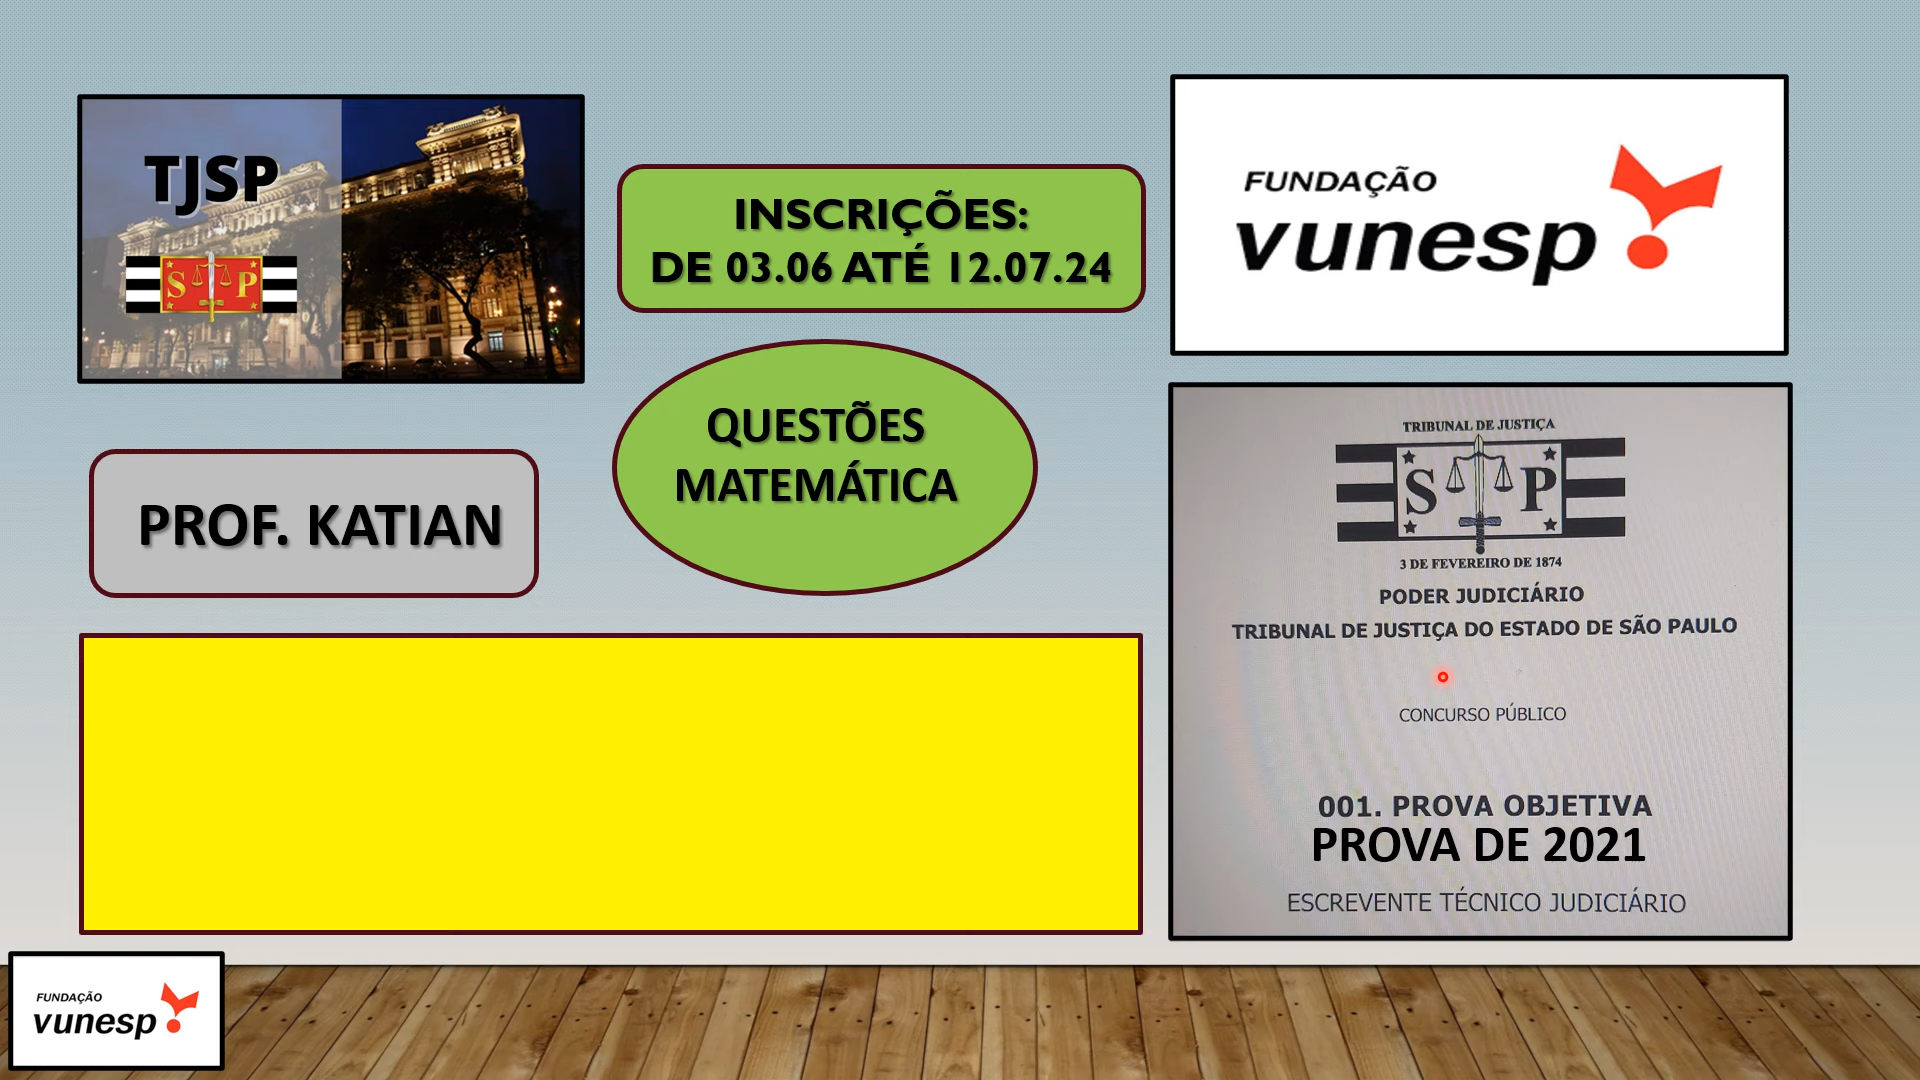 TJSP
S P
INSCRIÇÕES:
DE 03.06 ATÉ 12.07.24
FUNDAÇÃO
vunesp
QUESTÕES
MATEMÁTICA
PROF. KATIAN
TRIBUNAL DE JUSTIÇA
S P
3 DE FEVEREIRO DE 1874
PODER JUDICIÁRIO
TRIBUNAL DE JUSTIÇA DO ESTADO DE SÃO PAULO
CONCURSO PÚBLICO
001. PROVA OBJETIVA
PROVA DE 2021
ESCREVENTE TÉCNICO JUDICIÁRIO
FUNDAÇÃO
vunesp